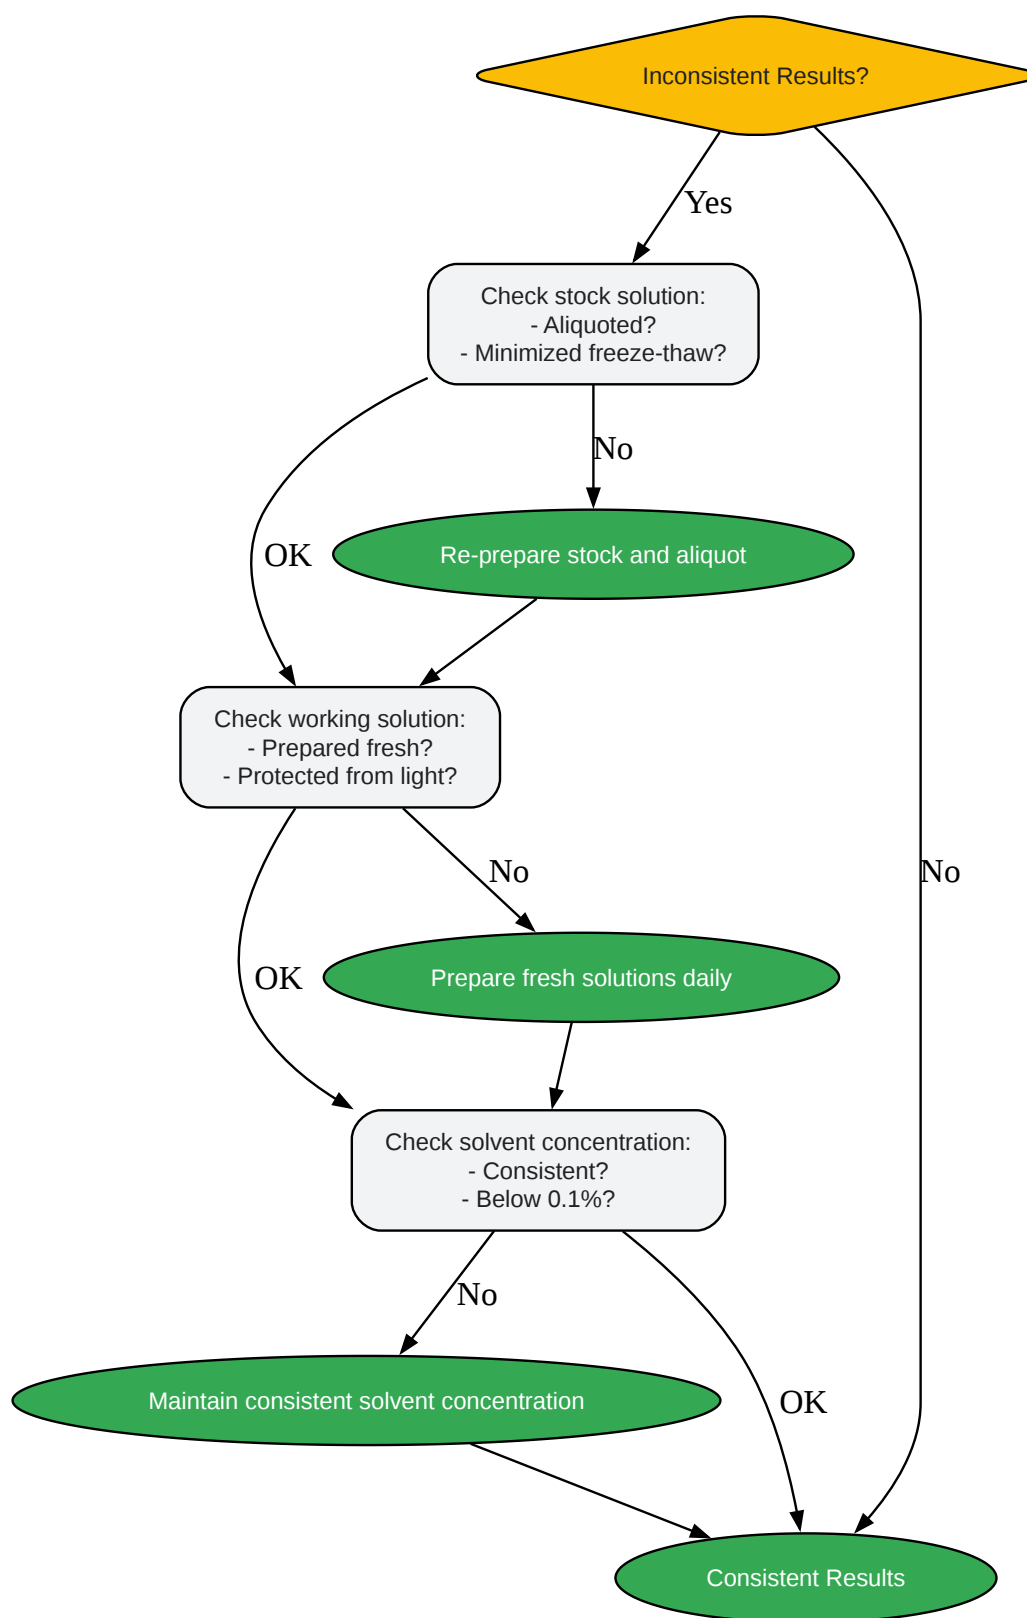 Inconsistent Results?
Yes
Check stock solution:
- Aliquoted?
- Minimized freeze-thaw?
No
OK
Re-prepare stock and aliquot
Check working solution:
- Prepared fresh?
- Protected from light?
No
No
OK
Prepare fresh solutions daily
Check solvent concentration:
- Consistent?
- Below 0.1%?
No
Maintain consistent solvent concentration
OK
Consistent Results